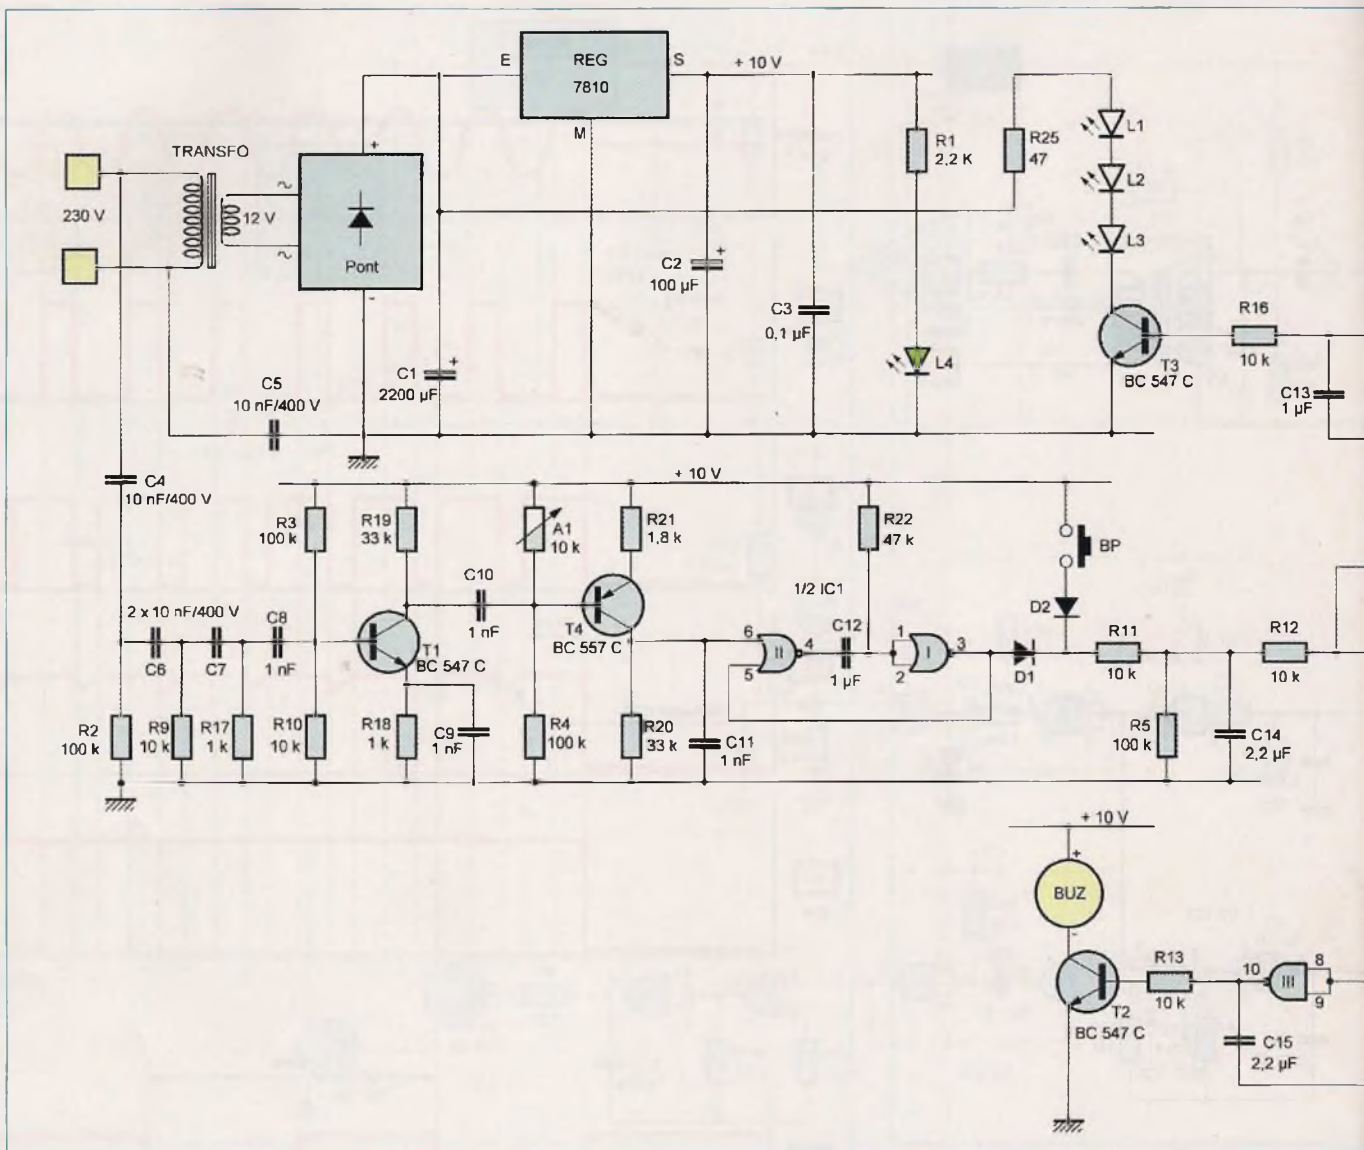 E
REG
7810
S
M
+ 10 V
TRANSFO
230 V
12 V
~
~
+
Pont
-
R1
2,2 K
R25
47
L1
L2
L3
C2
+
100 µF
C3
0,1 µF
L4
R16
10 k
T3
BC 547 C
C13
1 µF
C1
+
2200 µF
C5
10 nF/400 V
C4
10 nF/400 V
+ 10 V
R3
100 k
R19
33 k
A1
10 k
R21
1,8 k
R22
47 k
BP
1/2 IC1
D2
2 x 10 nF/400 V
C6
C7
C8
1 nF
T1
BC 547 C
C10
1 nF
T4
BC 557 C
6
5
II
4
C12
1 µF
1
2
I
3
D1
R11
10 k
R12
10 k
R2
100 k
R9
10 k
R17
1 k
R10
10 k
R18
1 k
C9
1 nF
R4
100 k
R20
33 k
C11
1 nF
R5
100 k
C14
2,2 µF
+ 10 V
+
BUZ
-
T2
BC 547 C
R13
10 k
10
III
8
9
C15
2,2 µF